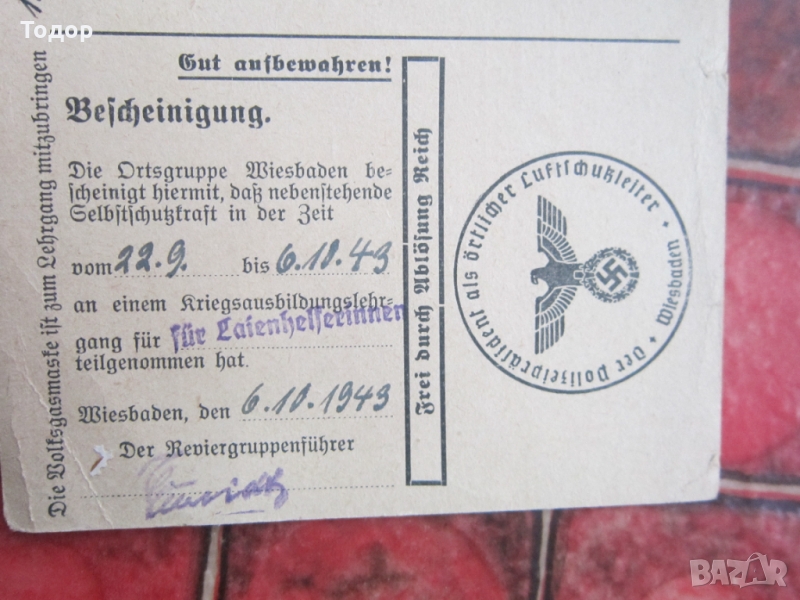 Тодор
Gut aufbewahren!
Bescheinigung.
Die Ortsgruppe Wiesbaden be-
scheinigt hiermit, daß nebenstehende
Selbstschutzkraft in der Zeit
vom 22.9. bis 6.10.43
an einem Kriegsausbildungslehr-
gang für für Laienhelferinnen
teilgenommen hat.
Wiesbaden, den 6.10.1943
Der Reviergruppenführer
Die Volksgasmaske ist zum Lehrgang mitzubringen
Frei durch Ablösung Reich
Der Polizeipräsident als örtlicher Luftschutzleiter
Wiesbaden
BAZAR